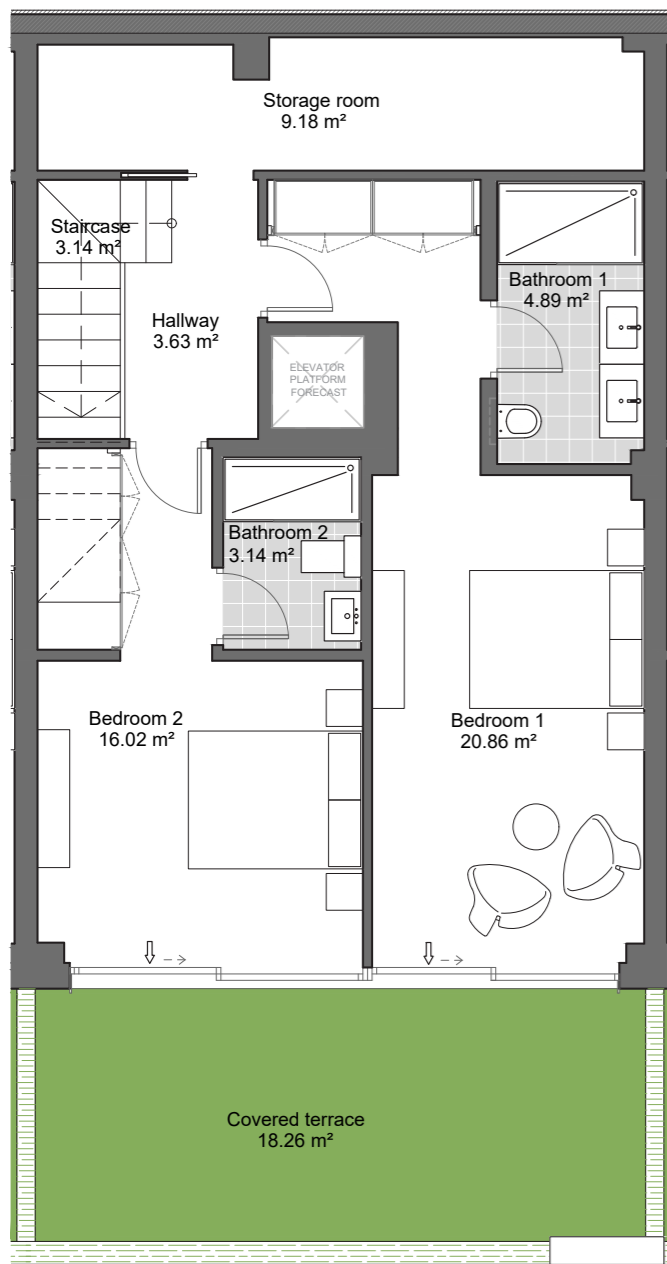 Storage room
9.18 m²
Staircase
3.14 m²
Hallway
3.63 m²
Bathroom 1
4.89 m²
ELEVATOR
PLATFORM
FORECAST
Bathroom 2
3.14 m²
Bedroom 2
16.02 m²
Bedroom 1
20.86 m²
Covered terrace
18.26 m²